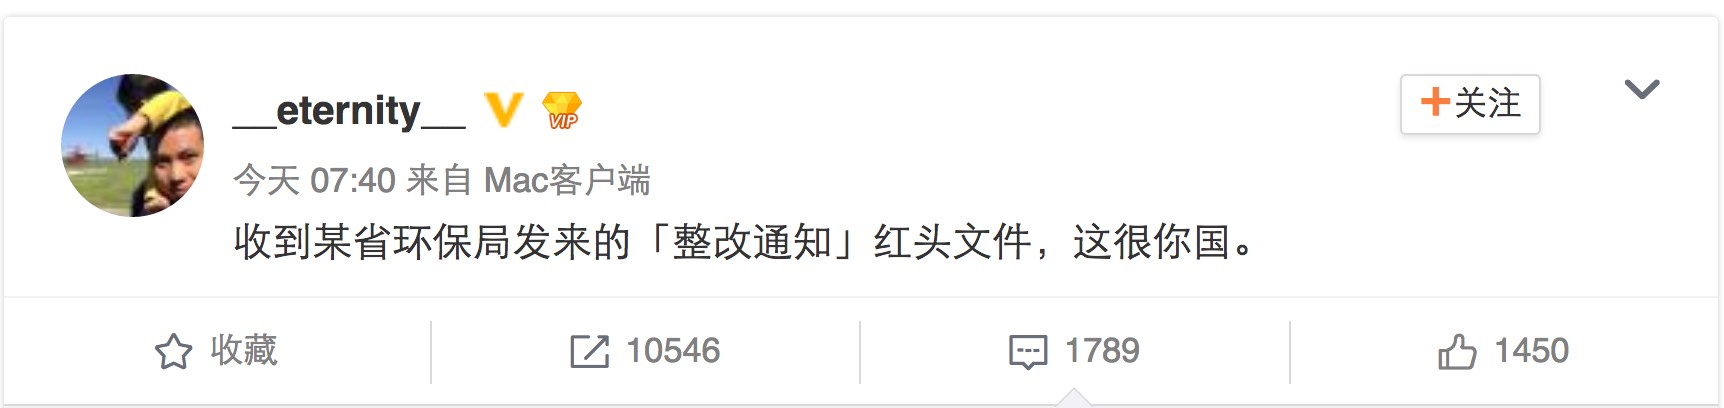 __eternity__ V VIP
+关注
今天 07:40 来自 Mac客户端
收到某省环保局发来的「整改通知」红头文件，这很你国。
收藏
10546
1789
1450